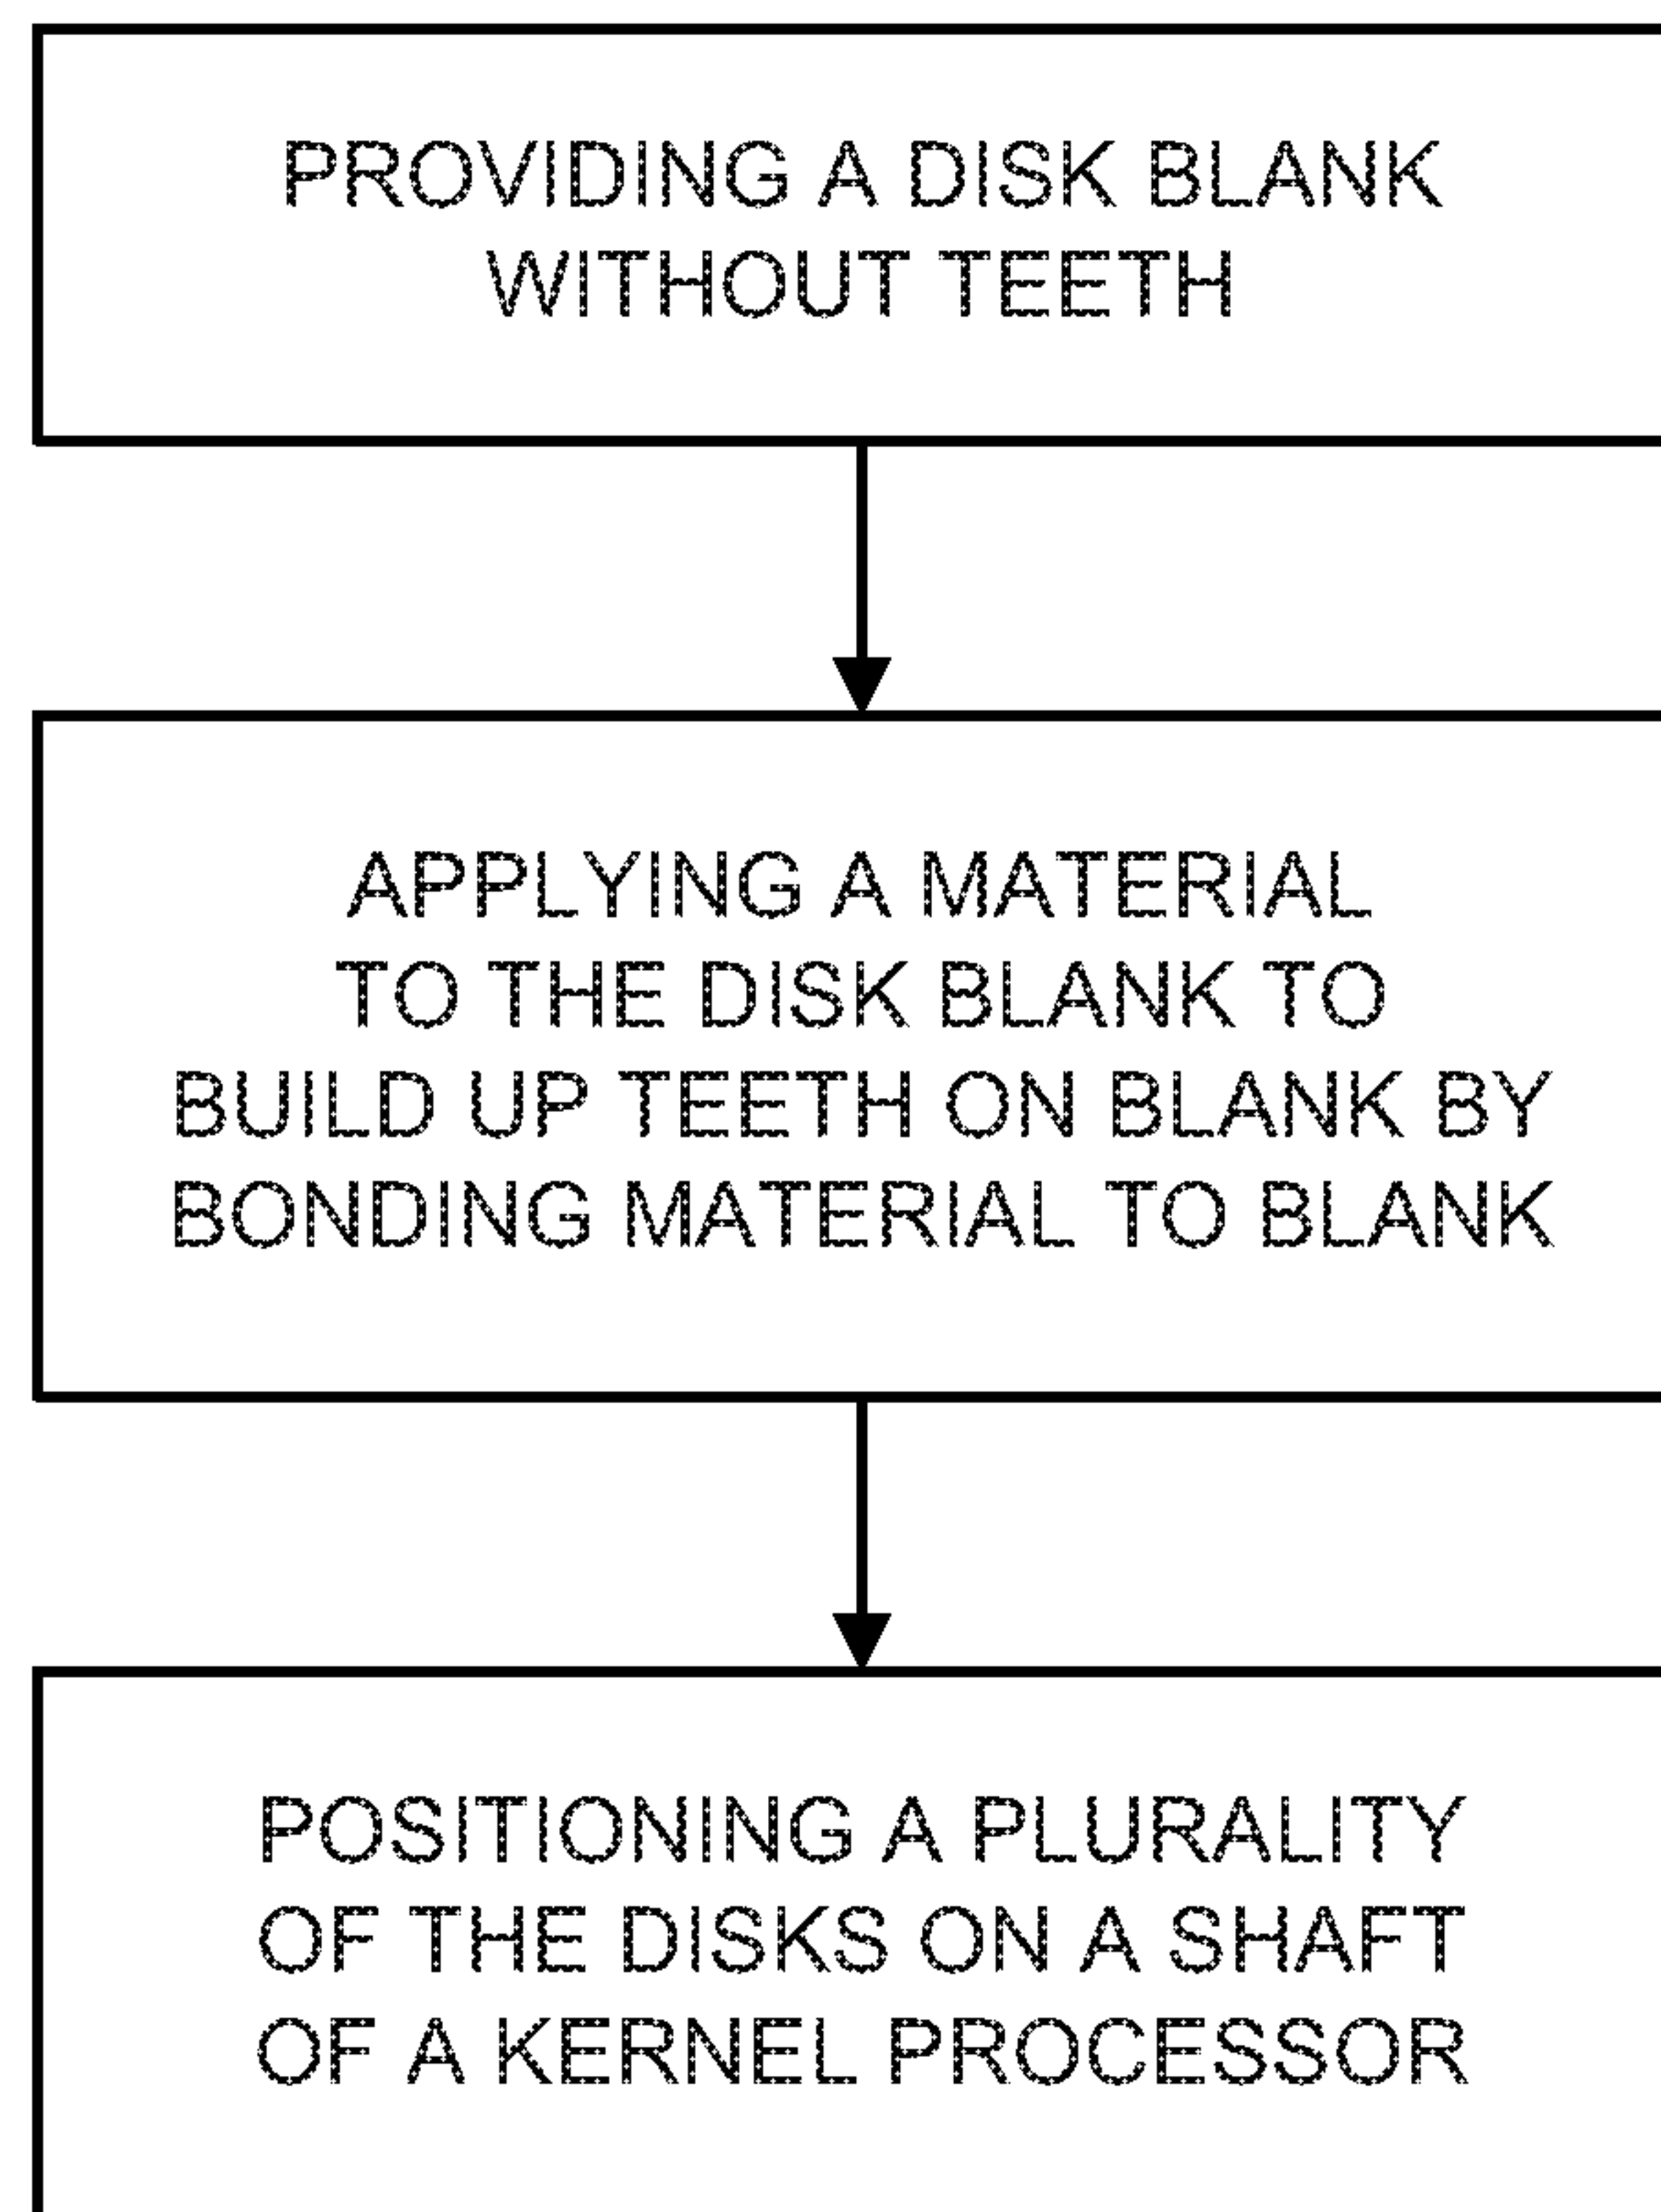 PROVIDING A DISK BLANK
WITHOUT TEETH
APPLYING A MATERIAL
TO THE DISK BLANK TO
BUILD UP TEETH ON BLANK BY
BONDING MATERIAL TO BLANK
POSITIONING A PLURALITY
OF THE DISKS ON A SHAFT
OF A KERNEL PROCESSOR